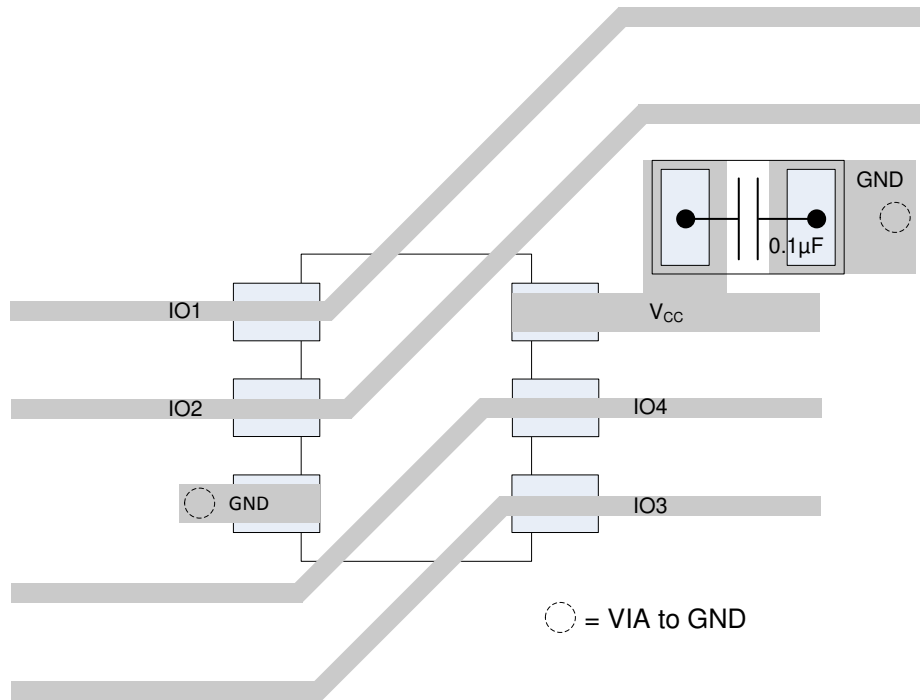 GND
0.1µF
IO1
VCC
IO2
IO4
GND
IO3
= VIA to GND